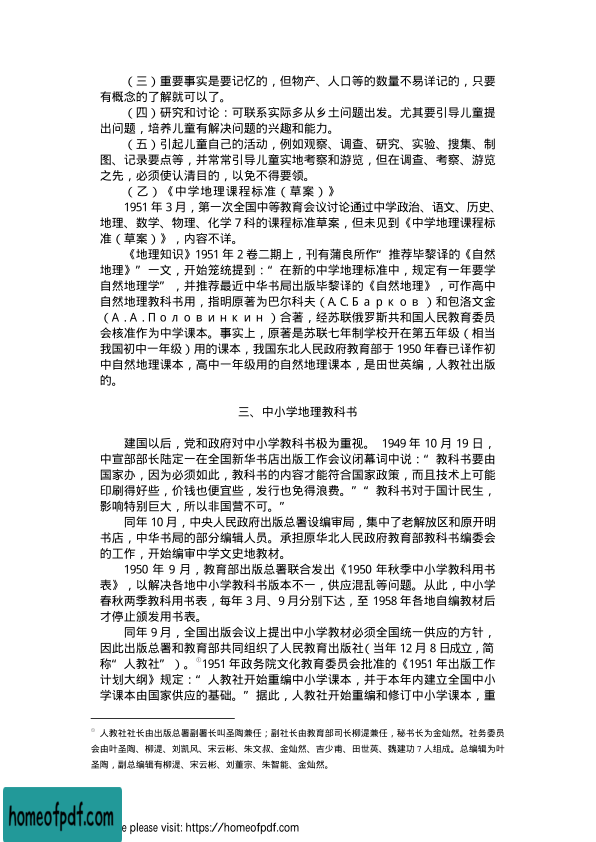 （三）重要事实是要记忆的，但物产、人口等的数量不易详记的，只要
有概念的了解就可以了。
（四）研究和讨论：可联系实际多从乡土问题出发。尤其要引导儿童提
出问题，培养儿童有解决问题的兴趣和能力。
（五）引起儿童自己的活动，例如观察、调查、研究、实验、搜集、制
图、记录要点等，并常常引导儿童实地考察和游览，但在调查、考察、游览
之先，必须使认清目的，以免不得要领。
（乙）《中学地理课程标准（草案）》
1951 年 3 月，第一次全国中等教育会议讨论通过中学政治、语文、历史、
地理、数学、物理、化学 7 科的课程标准草案，但未见到《中学地理课程标
准（草案）》，内容不详。
《地理知识》1951 年 2 卷二期上，刊有蒲良所作“推荐毕黎译的《自然
地理》”一文，开始笼统提到：“在新的中学地理标准中，规定有一年要学
自然地理学”，并推荐最近中华书局出版毕黎译的《自然地理》，可作高中
自然地理教科书用，指明原著为巴尔科夫（А.С.Барков）和包洛文金
（А.А.Половинкин）合著，经苏联俄罗斯共和国人民教育委员
会核准作为中学课本。事实上，原著是苏联七年制学校开在第五年级（相当
我国初中一年级）用的课本，我国东北人民政府教育部于 1950 年春已译作初
中自然地理课本，高中一年级用的自然地理课本，是田世英编，人教社出版
的。
三、中小学地理教科书
建国以后，党和政府对中小学教科书极为重视。 1949 年 10 月 19 日，
中宣部部长陆定一在全国新华书店出版工作会议闭幕词中说：“教科书要由
国家办，因为必须如此，教科书的内容才能符合国家政策，而且技术上可能
印刷得好些，价钱也便宜些，发行也免得浪费。”“教科书对于国计民生，
影响特别巨大，所以非国营不可。”
同年 10 月，中央人民政府出版总署设编审局，集中了老解放区和原开明
书店，中华书局的部分编辑人员。承担原华北人民政府教育部教科书编委会
的工作，开始编审中学文史地教材。
1950 年 9 月，教育部出版总署联合发出《1950 年秋季中小学教科用书
表》，以解决各地中小学教科书版本不一，供应混乱等问题。从此，中小学
春秋两季教科用书表，每年 3 月、9 月分别下达，至 1958 年各地自编教材后
才停止颁发用书表。
同年 9 月，全国出版会议上提出中小学教材必须全国统一供应的方针，
因此出版总署和教育部共同组织了人民教育出版社（当年 12 月 8 日成立，简
称“人教社”）。①1951 年政务院文化教育委员会批准的《1951 年出版工作
计划大纲》规定：“人教社开始重编中小学课本，并于本年内建立全国中小
学课本由国家供应的基础。”据此，人教社开始重编和修订中小学课本，重
① 人教社社长由出版总署副署长叫圣陶兼任；副社长由教育部司长柳湜兼任，秘书长为金灿然。社务委员
会由叶圣陶、柳湜、刘凯风、宋云彬、朱文叔、金灿然、吉少甫、田世英、魏建功 7 人组成。总编辑为叶
圣陶，副总编辑有柳湜、宋云彬、刘薰宗、朱智能、金灿然。
homeofpdf.com
e please visit: https://homeofpdf.com